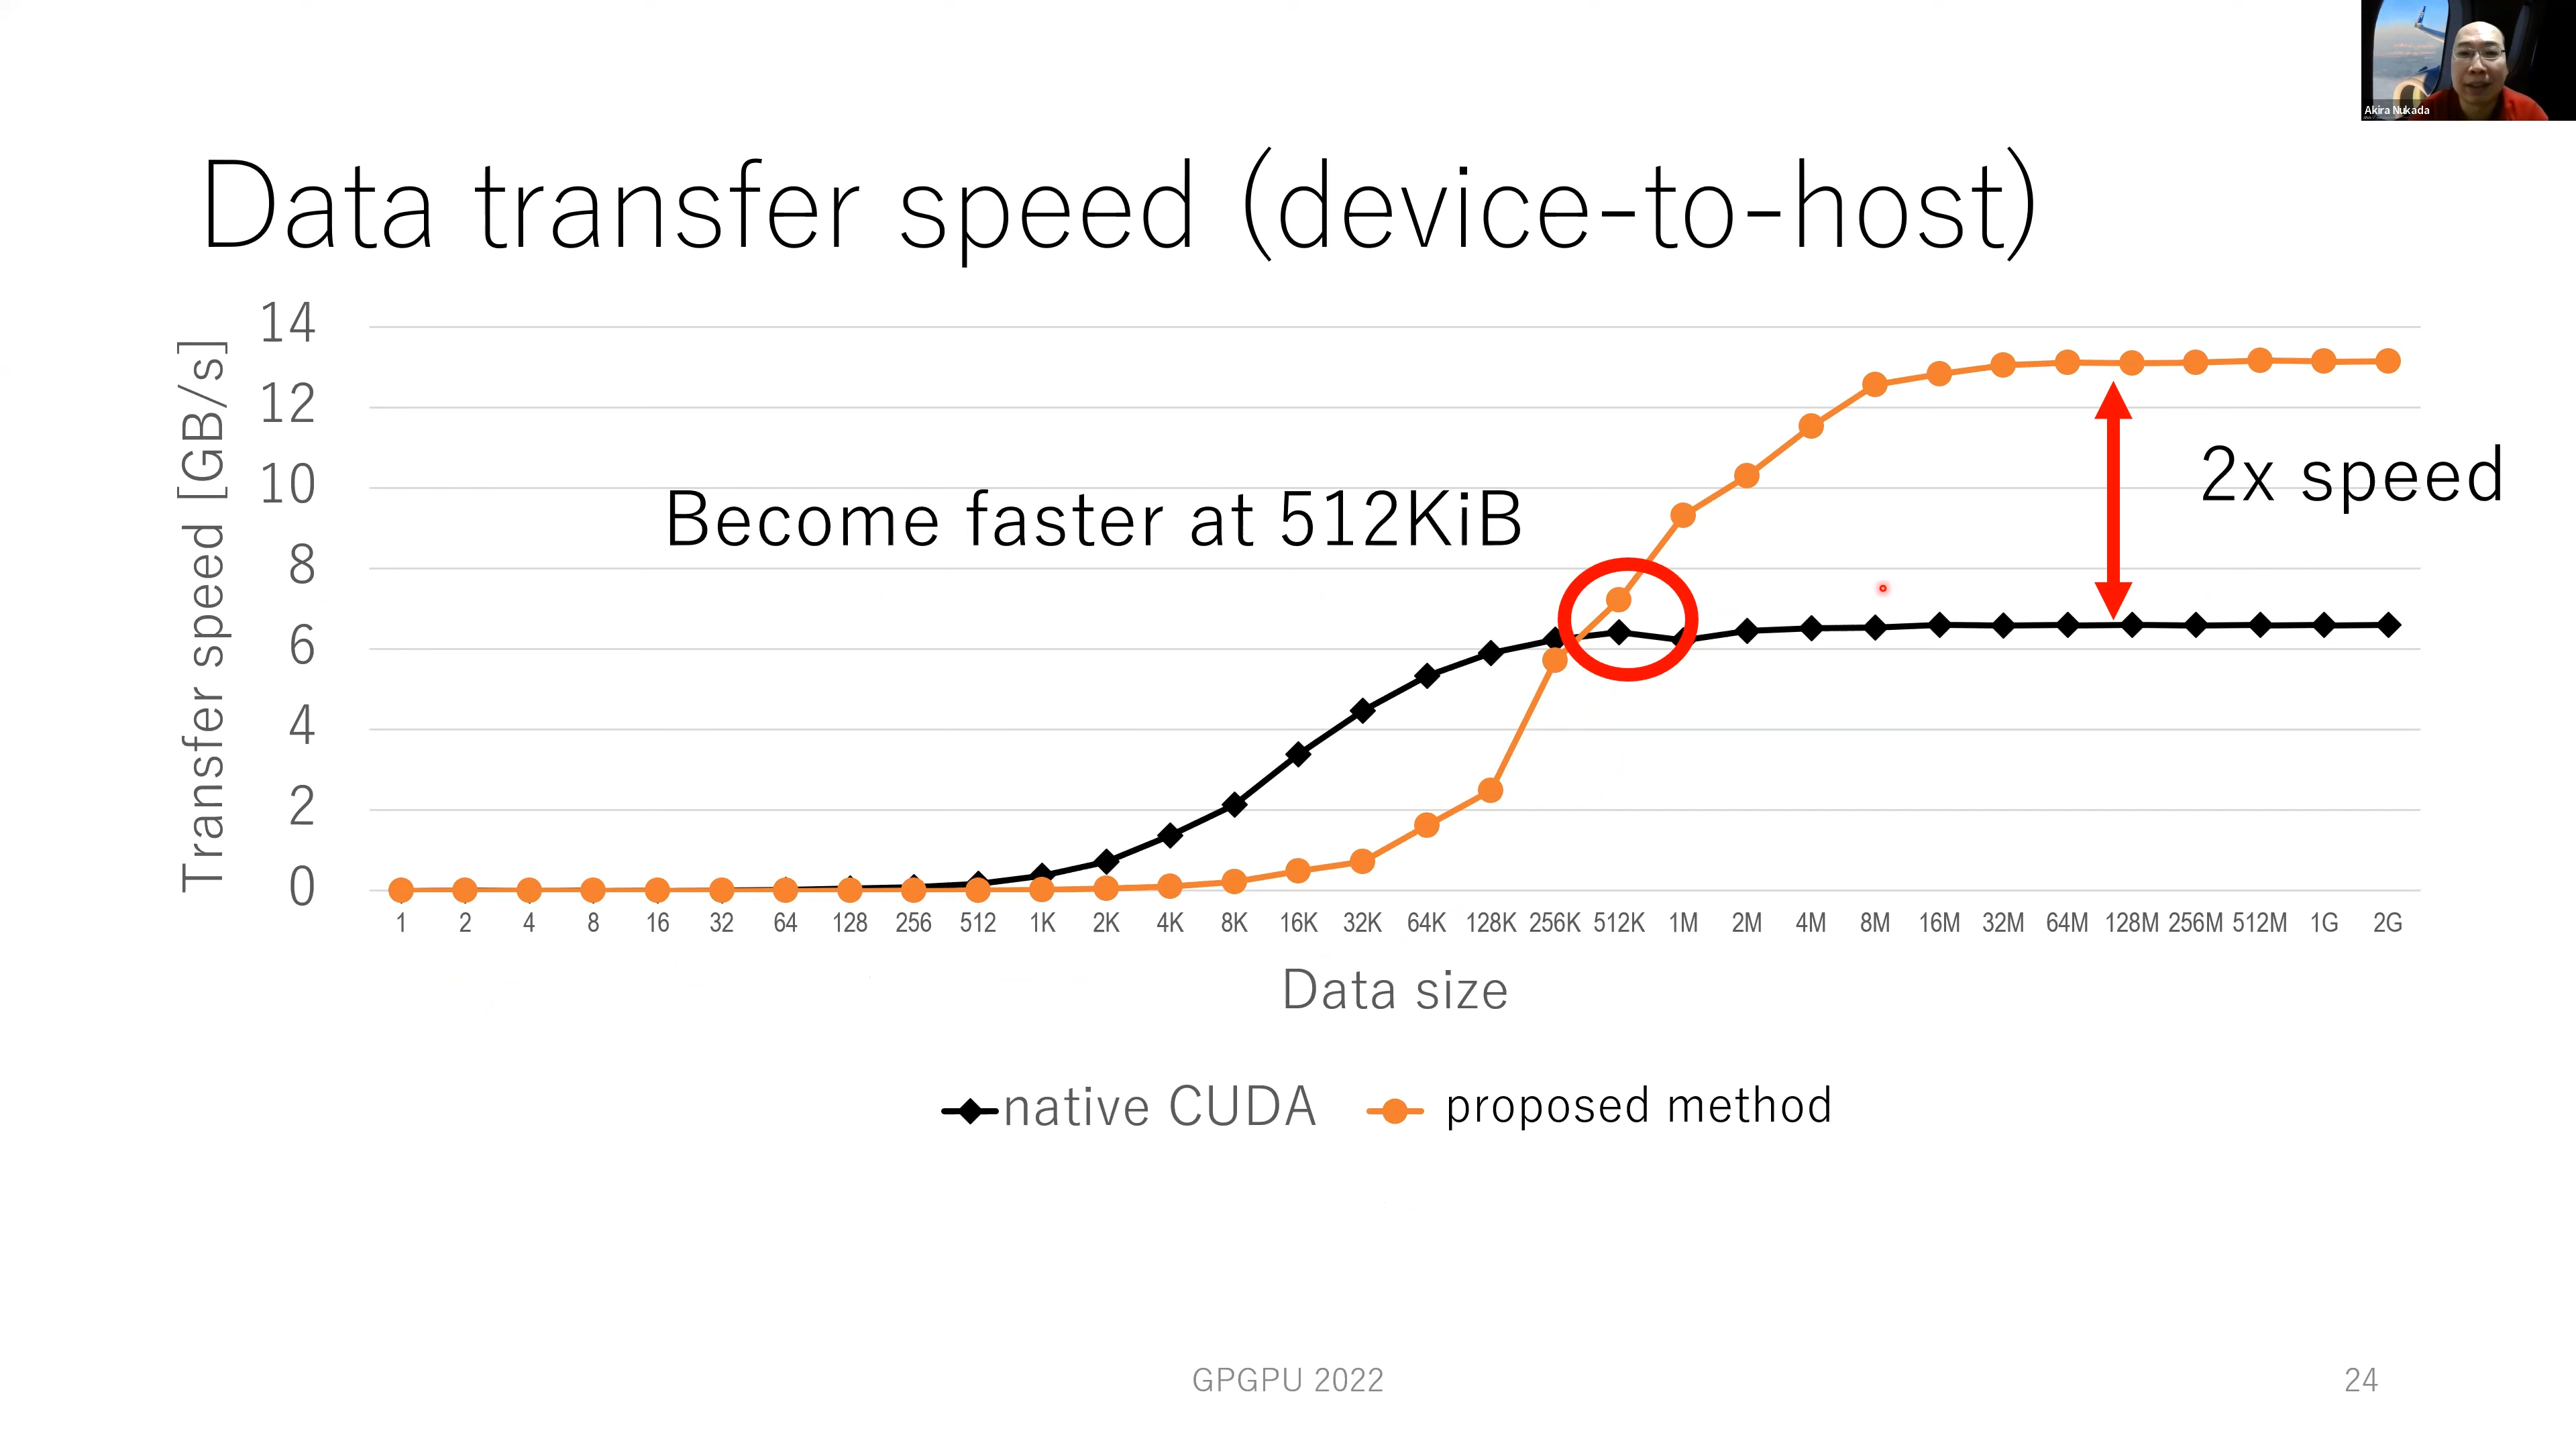 Akira Nukada
Data transfer speed (device-to-host)
Transfer speed [GB/s]
14
12
10
8
6
4
2
0
Become faster at 512KiB
2x speed
1 2 4 8 16 32 64 128 256 512 1K 2K 4K 8K 16K 32K 64K 128K 256K 512K 1M 2M 4M 8M 16M 32M 64M 128M 256M 512M 1G 2G
Data size
native CUDA proposed method
GPGPU 2022 24